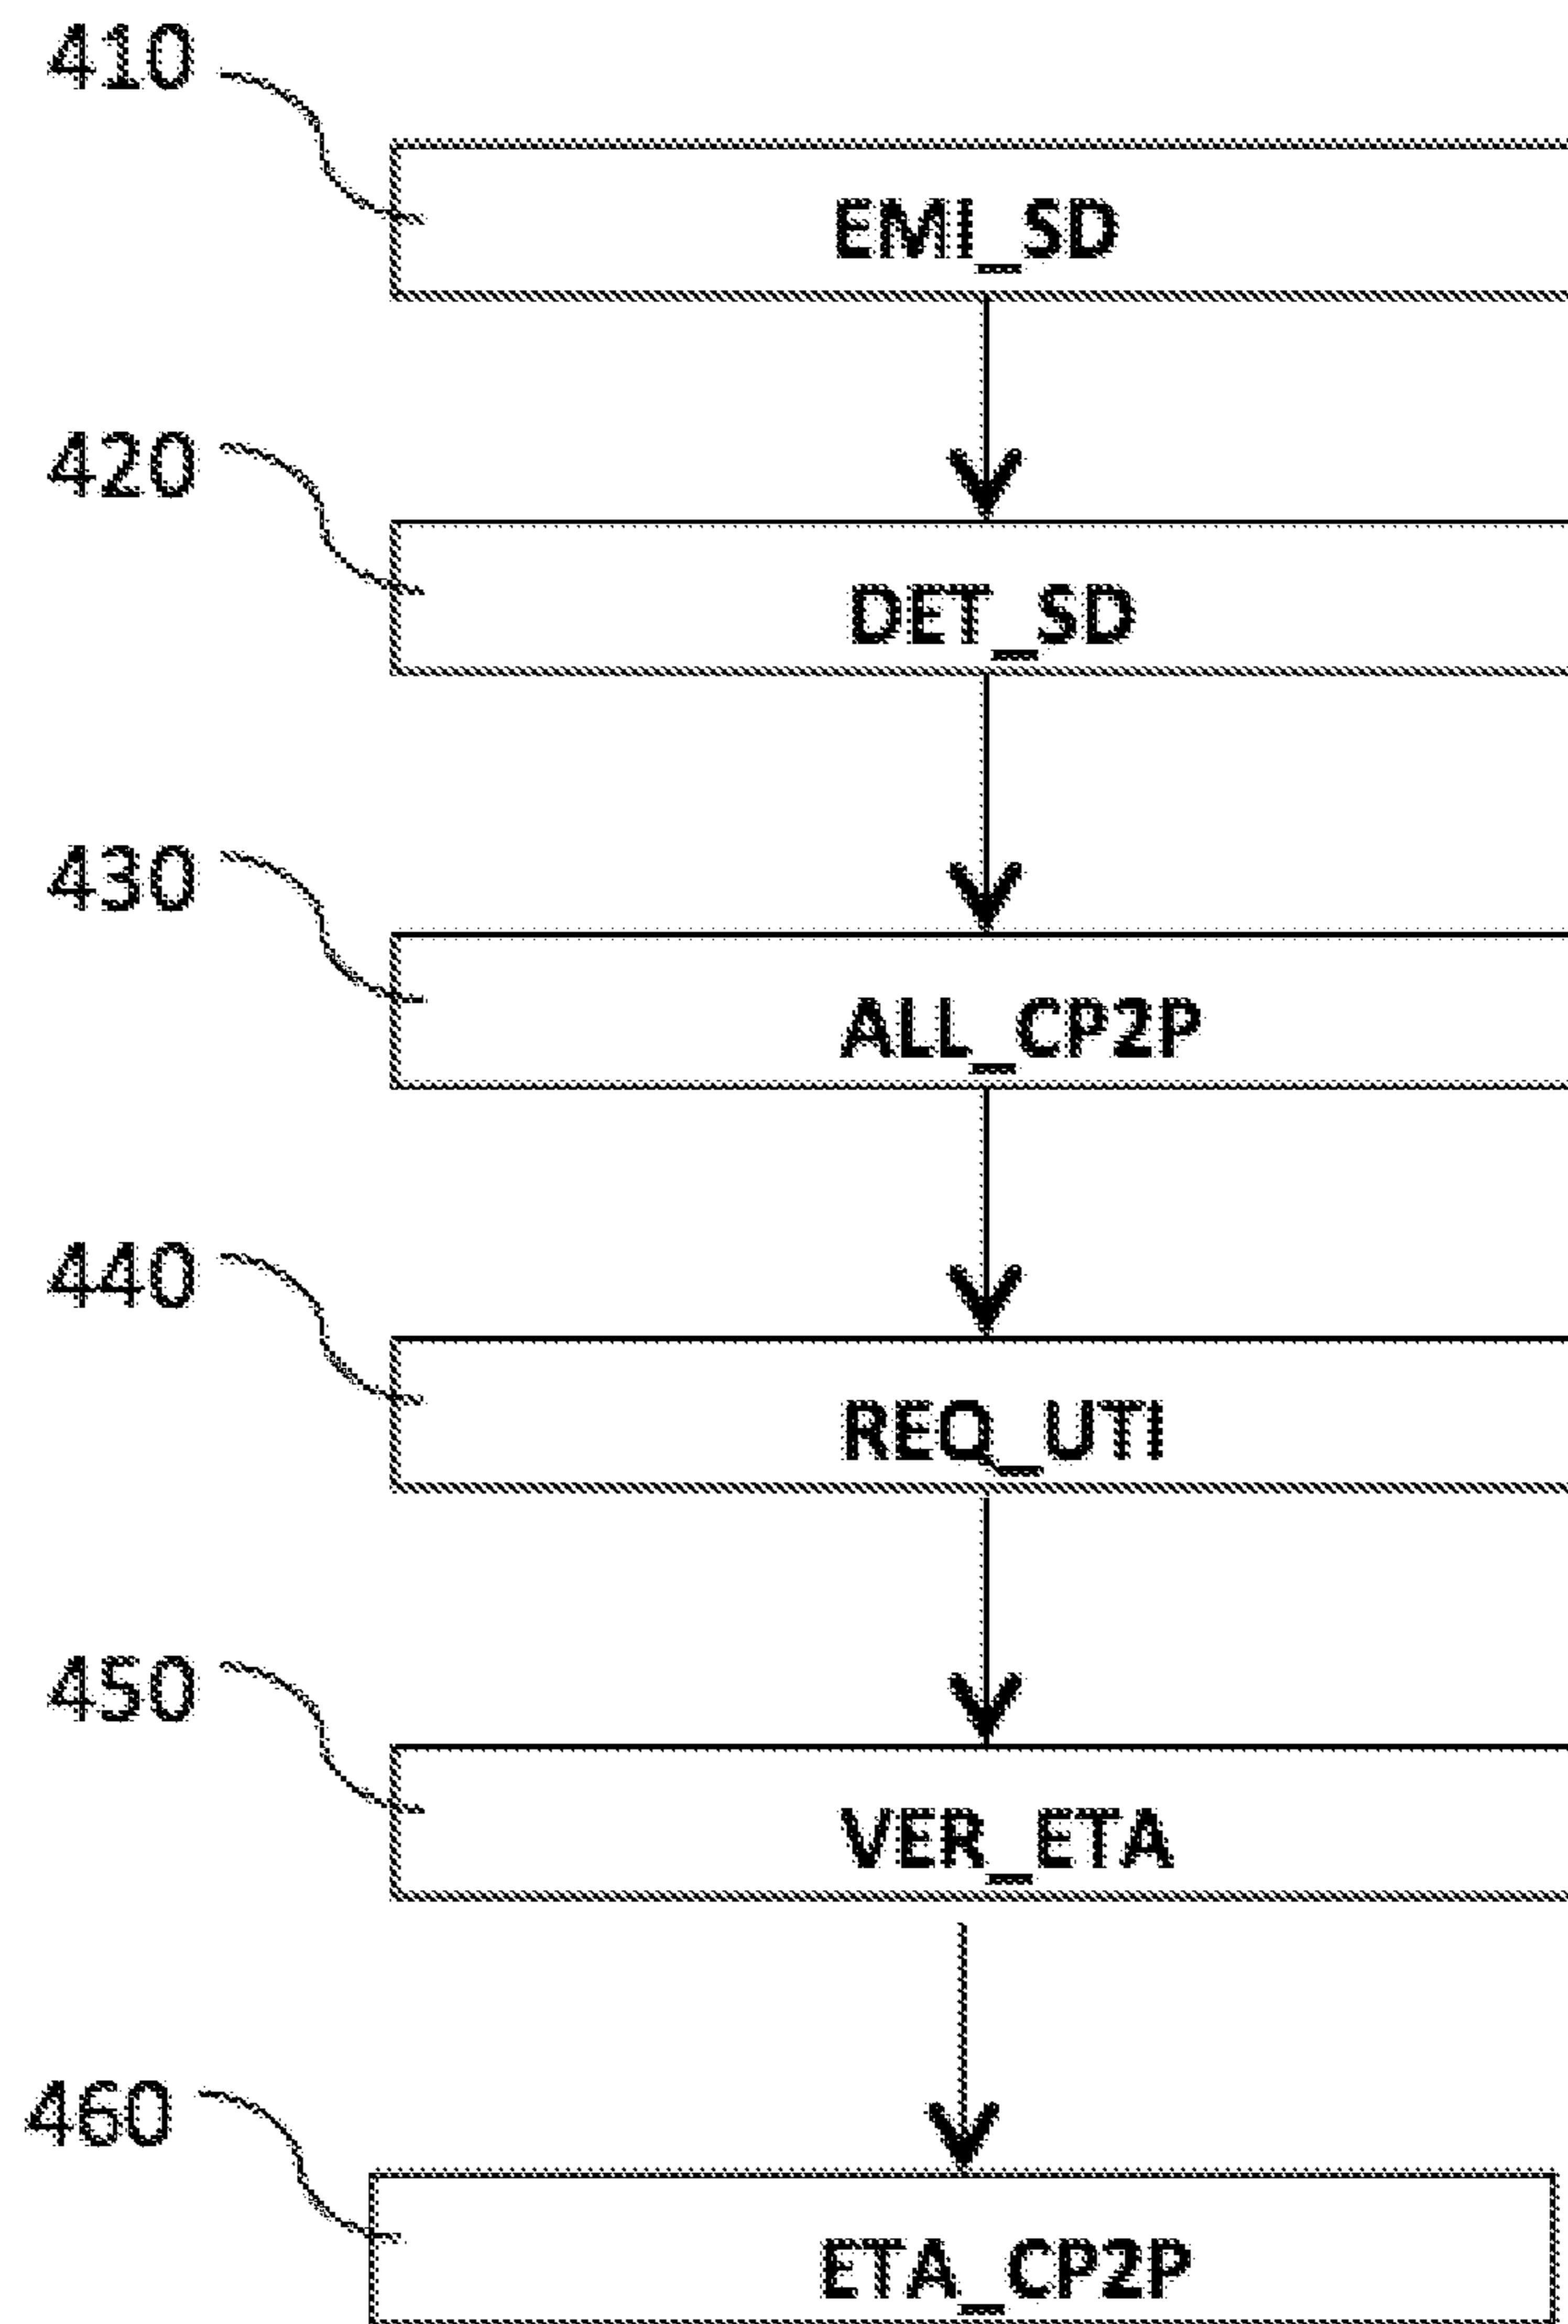 410
EMI_SD
420
DET_SD
430
ALL_CP2P
440
REQ_UTI
450
VER_ETA
460
ETA_CP2P